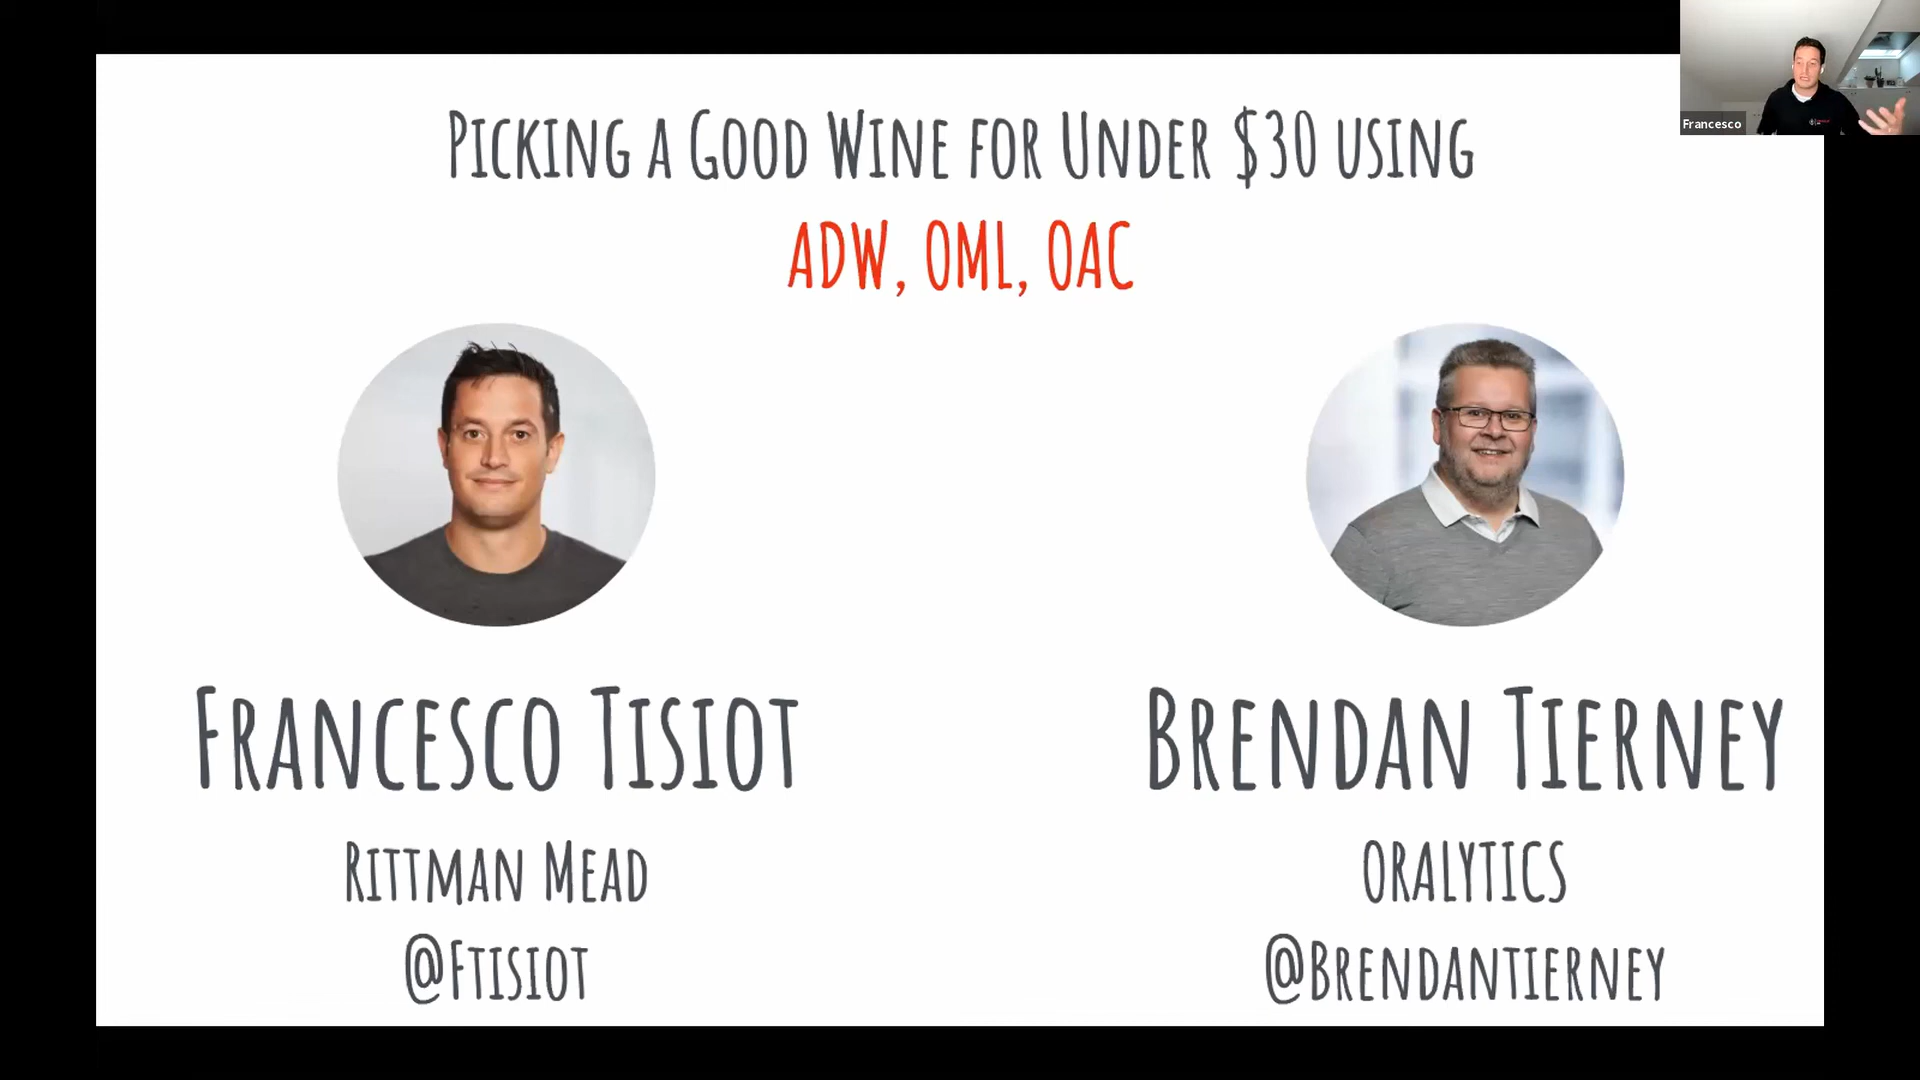 Picking a Good Wine for Under $30 using
ADW, OML, OAC
Francesco
Francesco Tisiot
Brendan Tierney
Rittman Mead
ORALYTICS
@Ftisiot
@Brendantierney